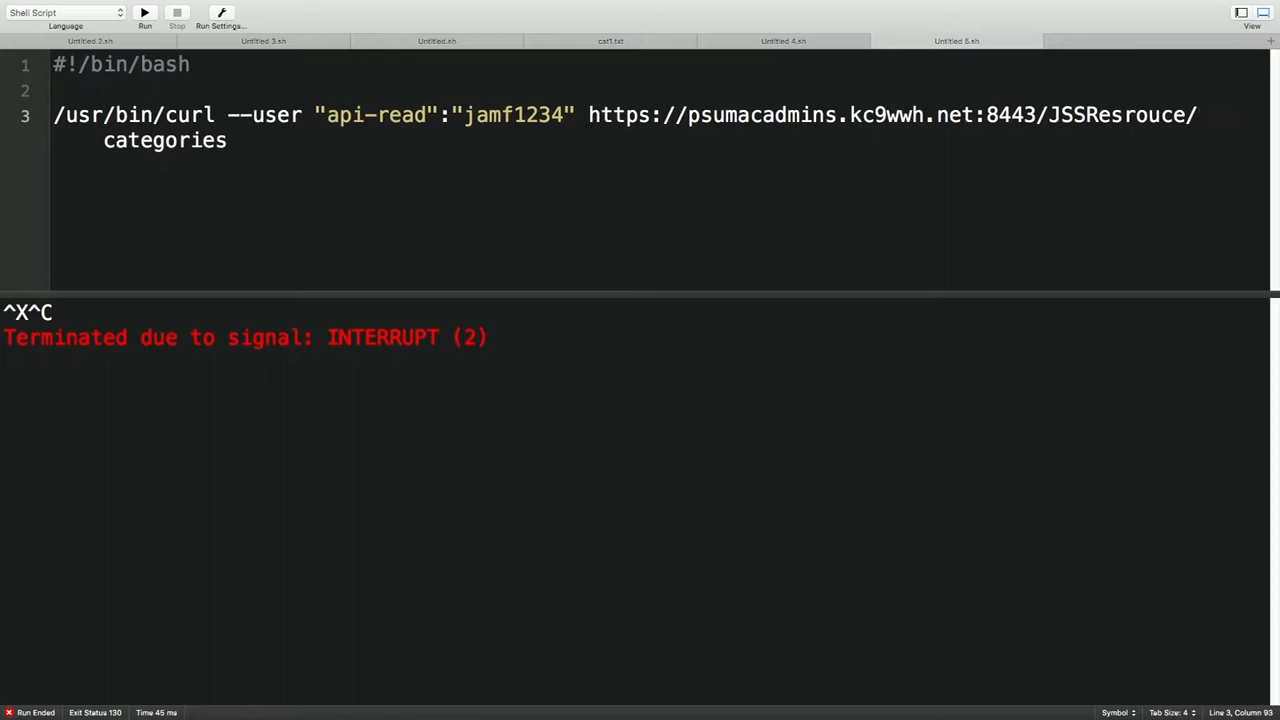 Shell Script
Language
Run
Stop
Run Settings...
View
Untitled 2.sh
Untitled 3.sh
Untitled.sh
cat1.txt
Untitled 4.sh
Untitled 5.sh
+
1 #!/bin/bash
2
3 /usr/bin/curl --user "api-read":"jamf1234" https://psumacadmins.kc9wwh.net:8443/JSSResrouce/
categories
^X^C
Terminated due to signal: INTERRUPT (2)
Run Ended
Exit Status 130
Time 45 ms
Symbol
Tab Size: 4
Line 3, Column 93